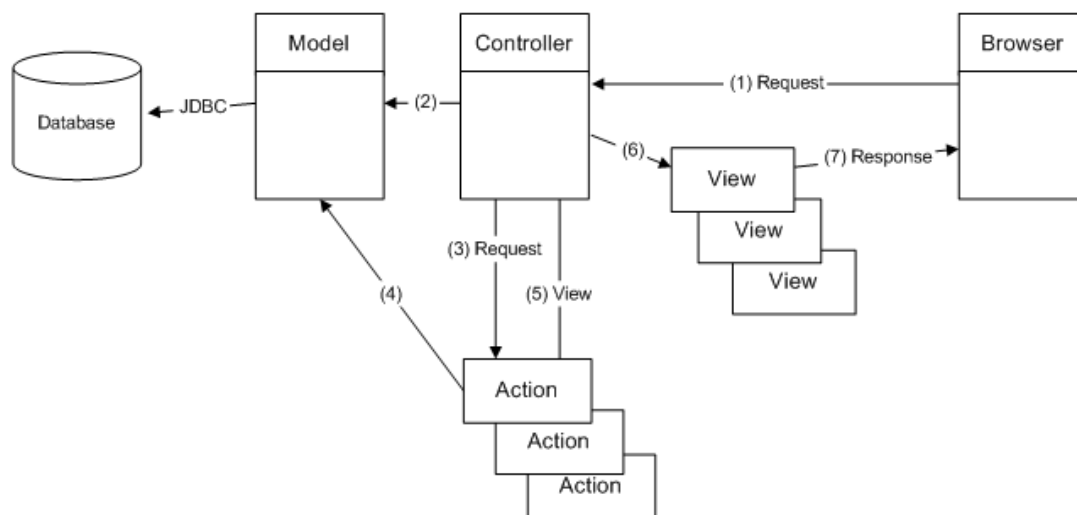 Model
Controller
Browser
Database
JDBC
(2)
(1) Request
(6)
(7) Response
View
View
View
(3) Request
(4)
(5) View
Action
Action
Action